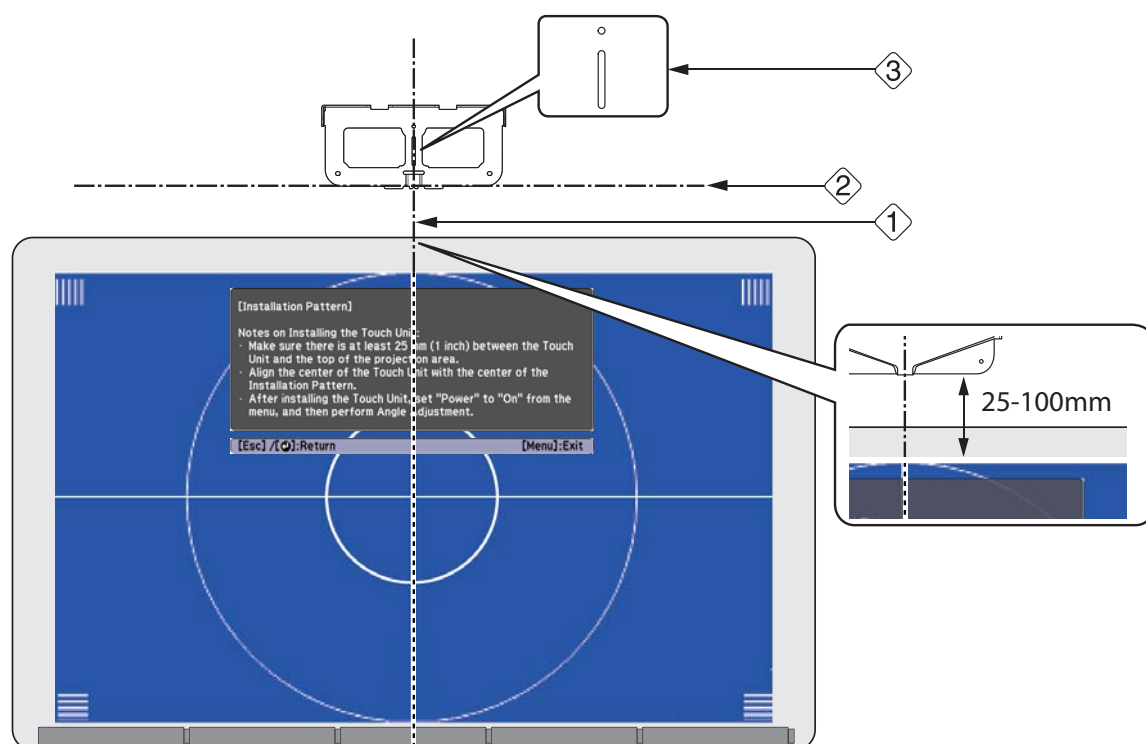 3
2
1
[Installation Pattern]
Notes on Installing the Touch Unit:
· Make sure there is at least 25 mm (1 inch) between the Touch
Unit and the top of the projection area.
· Align the center of the Touch Unit with the center of the
Installation Pattern.
· After installing the Touch Unit, set "Power" to "On" from the
menu, and then perform Angle Adjustment.
[Esc] /[⏎]:Return [Menu]:Exit
25-100mm